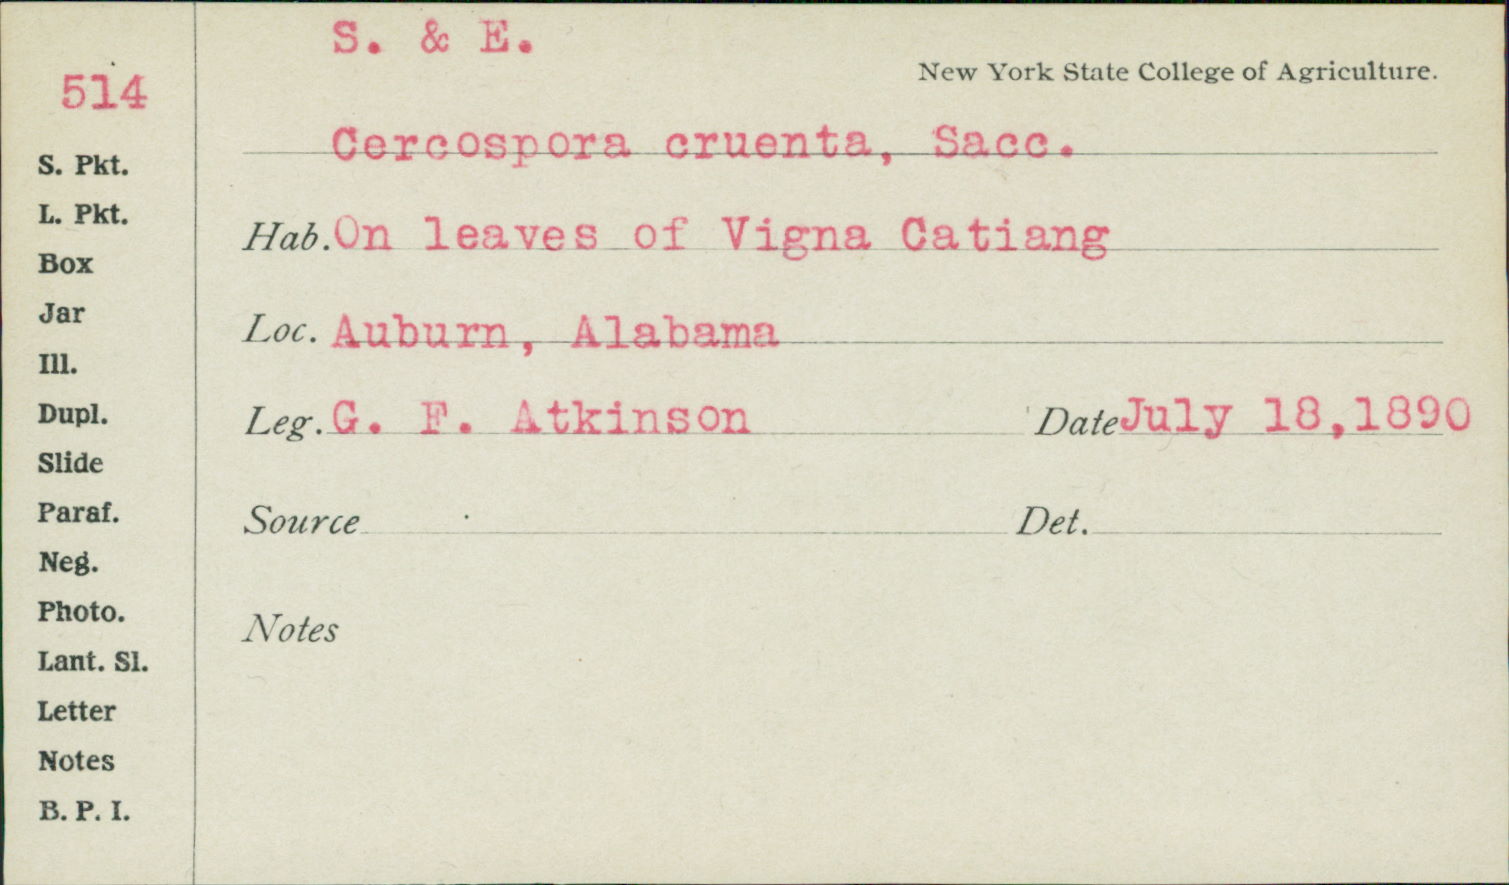 S. & E.
514
New York State College of Agriculture.
Cercospora cruenta, Sacc.
S. Pkt.
L. Pkt.
Hab. On leaves of Vigna Catiang
Box
Jar
Loc. Auburn, Alabama
Ill.
Dupl.
Leg. G. F. Atkinson Date July 18,1890
Slide
Paraf.
Source Det.
Neg.
Photo.
Notes
Lant. Sl.
Letter
Notes
B. P. I.